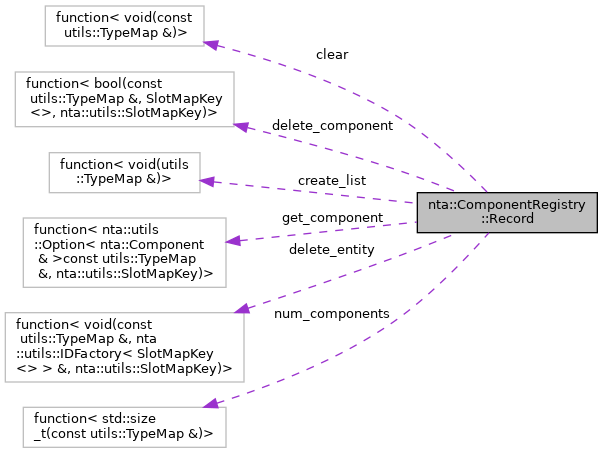 function< void(const
utils::TypeMap &)>
clear
function< bool(const
utils::TypeMap &, SlotMapKey
<>, nta::utils::SlotMapKey)>
delete_component
function< void(utils
::TypeMap &)>
create_list
nta::ComponentRegistry
::Record
function< nta::utils
::Option< nta::Component
& >const utils::TypeMap
&, nta::utils::SlotMapKey)>
get_component
delete_entity
function< void(const
utils::TypeMap &, nta
::utils::IDFactory< SlotMapKey
<> > &, nta::utils::SlotMapKey)>
num_components
function< std::size
_t(const utils::TypeMap &)>